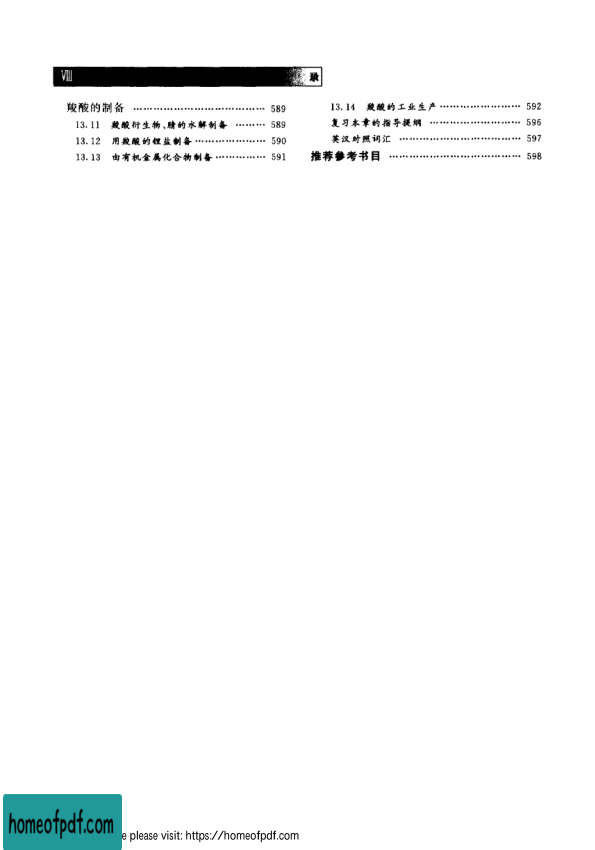 Ⅷ
录
羧酸的制备 …………………………………… 589
13.11 羧酸衍生物、腈的水解制备 ……… 589
13.12 用羧酸的锂盐制备 ………………… 590
13.13 由有机金属化合物制备 …………… 591
13.14 羧酸的工业生产 …………………… 592
复习本章的指导提纲 ……………………… 596
英汉对照词汇 ……………………………… 597
推荐参考书目 ………………………………… 598
homeofpdf.com
e please visit: https://homeofpdf.com